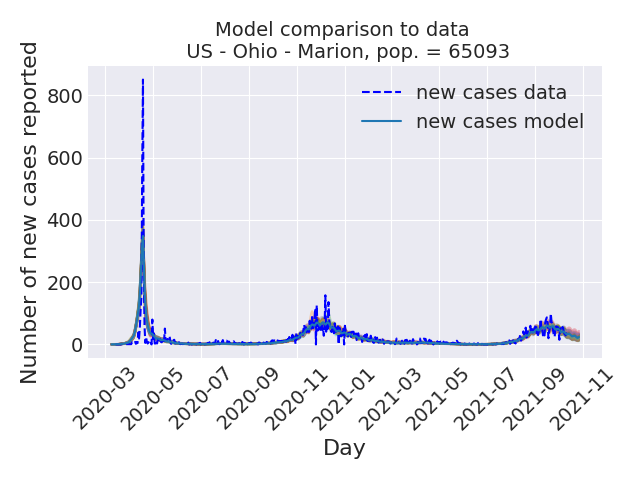 Model comparison to data
US - Ohio - Marion, pop. = 65093
Number of new cases reported
800
600
400
200
0
new cases data
new cases model
2020-03
2020-05
2020-07
2020-09
2020-11
2021-01
2021-03
2021-05
2021-07
2021-09
2021-11
Day